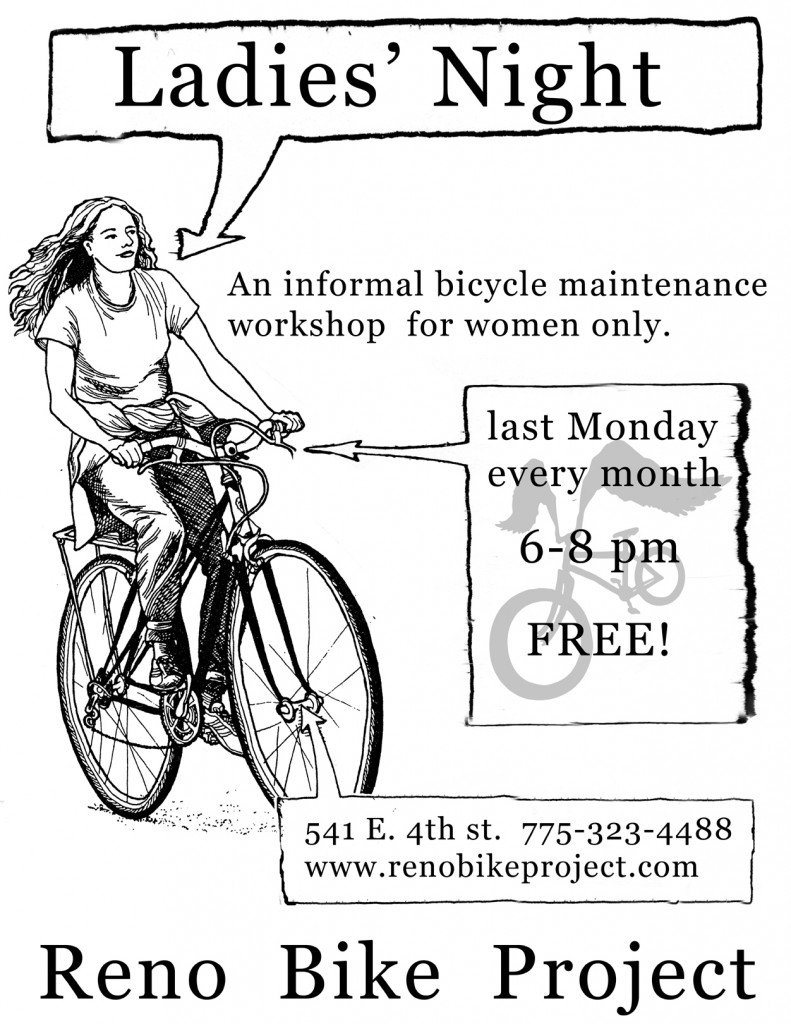 Ladies’ Night
An informal bicycle maintenance
workshop for women only.
last Monday
every month
6-8 pm
FREE!
541 E. 4th st. 775-323-4488
www.renobikeproject.com
Reno Bike Project